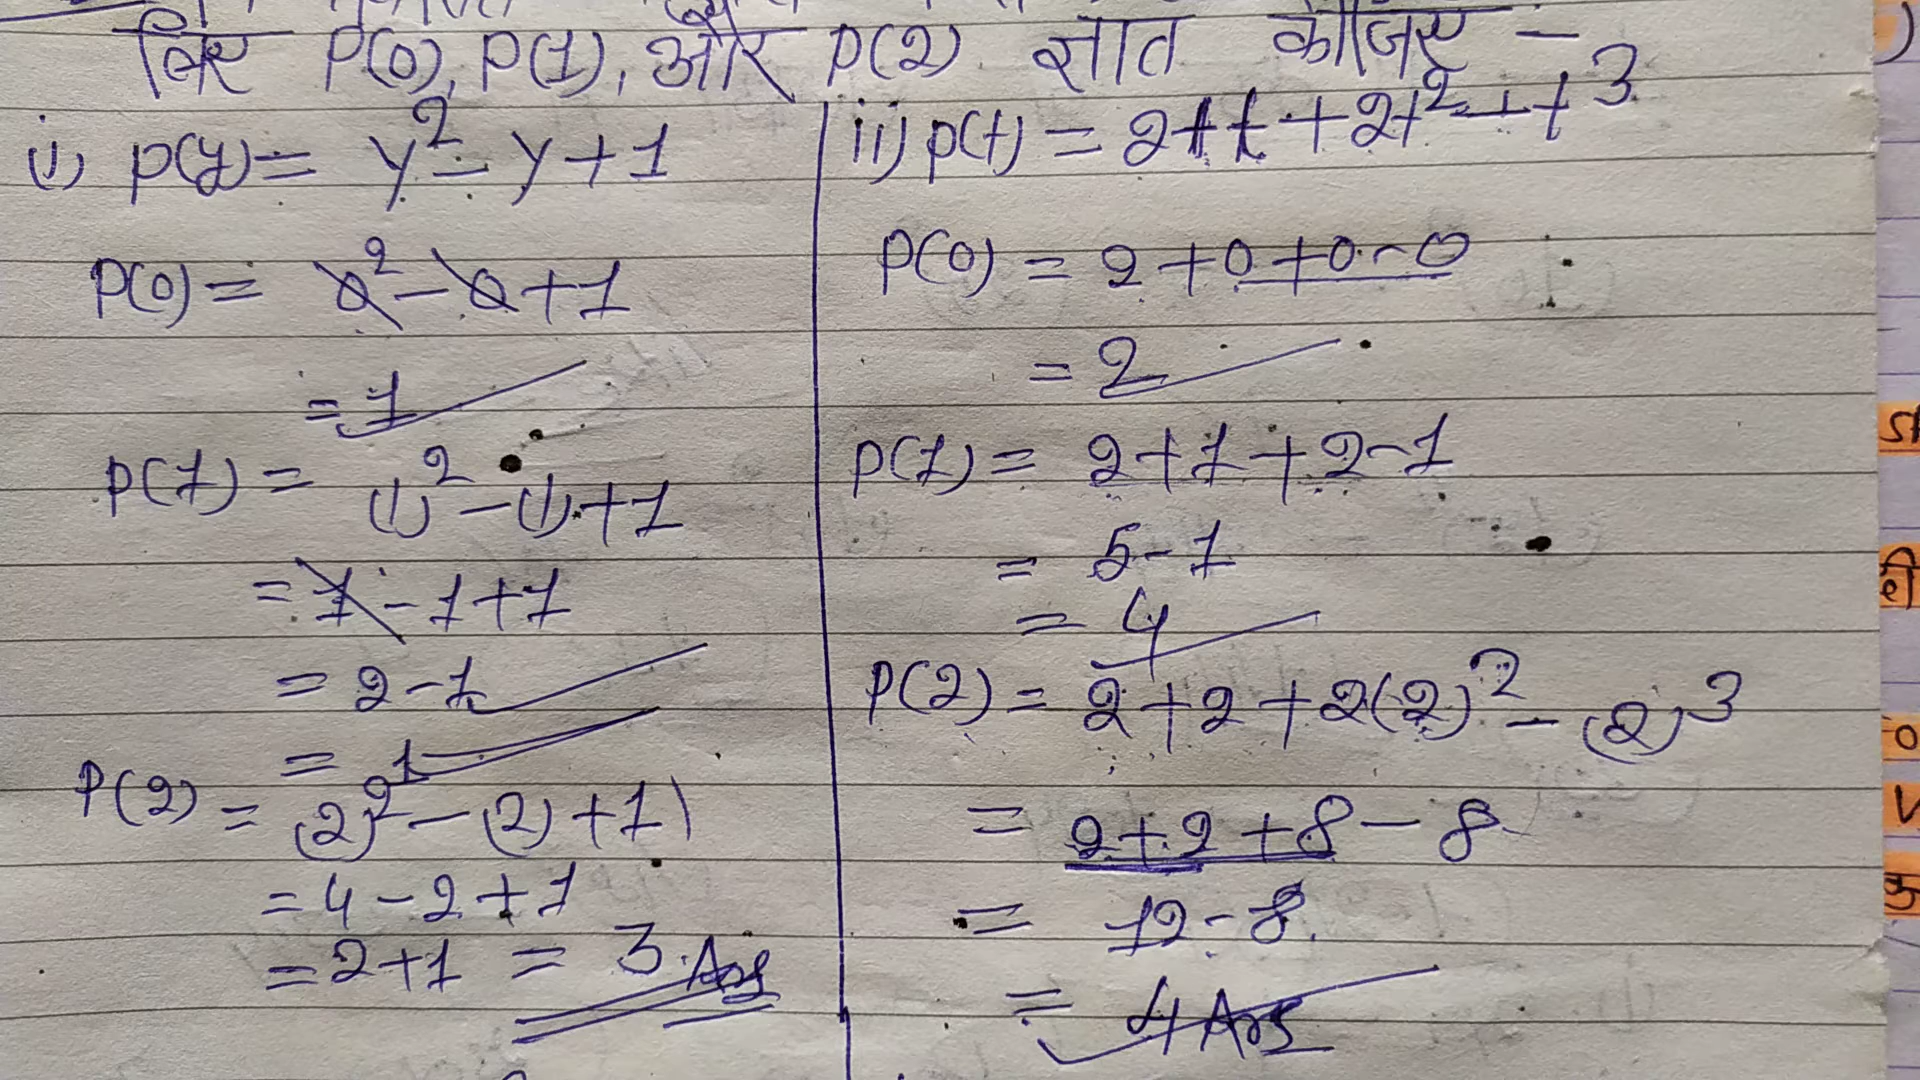 लिए P(0), P(1), और P(2) ज्ञात कीजिए -
i) p(y) = y² - y + 1
P(0) = 0² - 0 + 1
= 1
P(1) = (1)² - (1) + 1
= 1 - 1 + 1
= 2 - 1
= 1
P(2) = (2)² - (2) + 1
= 4 - 2 + 1
= 2 + 1 = 3 Ans
ii) p(t) = 2 + t + 2t² - t³
P(0) = 2 + 0 + 0 - 0
= 2
P(1) = 2 + 1 + 2 - 1
= 5 - 1
= 4
P(2) = 2 + 2 + 2(2)² - (2)³
= 2 + 2 + 8 - 8
= 12 - 8
= 4 Ans